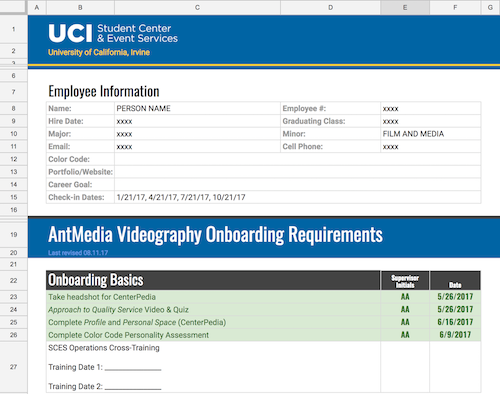 A B C D E F G
1 UCI Student Center
& Event Services
2 University of California, Irvine
3
6
7 Employee Information
8 Name: PERSON NAME Employee #: xxxx
9 Hire Date: xxxx Graduating Class: xxxx
10 Major: xxxx Minor: FILM AND MEDIA
11 Email: xxxx Cell Phone: xxxx
12 Color Code:
13 Portfolio/Website:
14 Career Goal:
15 Check-in Dates: 1/21/17, 4/21/17, 7/21/17, 10/21/17
16
19 AntMedia Videography Onboarding Requirements
20 Last revised 08.11.17
21
22 Onboarding Basics Supervisor Initials Date
23 Take headshot for CenterPedia AA 5/26/2017
24 Approach to Quality Service Video & Quiz AA 5/26/2017
25 Complete Profile and Personal Space (CenterPedia) AA 6/16/2017
26 Complete Color Code Personality Assessment AA 6/9/2017
SCES Operations Cross-Training
27 Training Date 1: _______________
Training Date 2: _______________